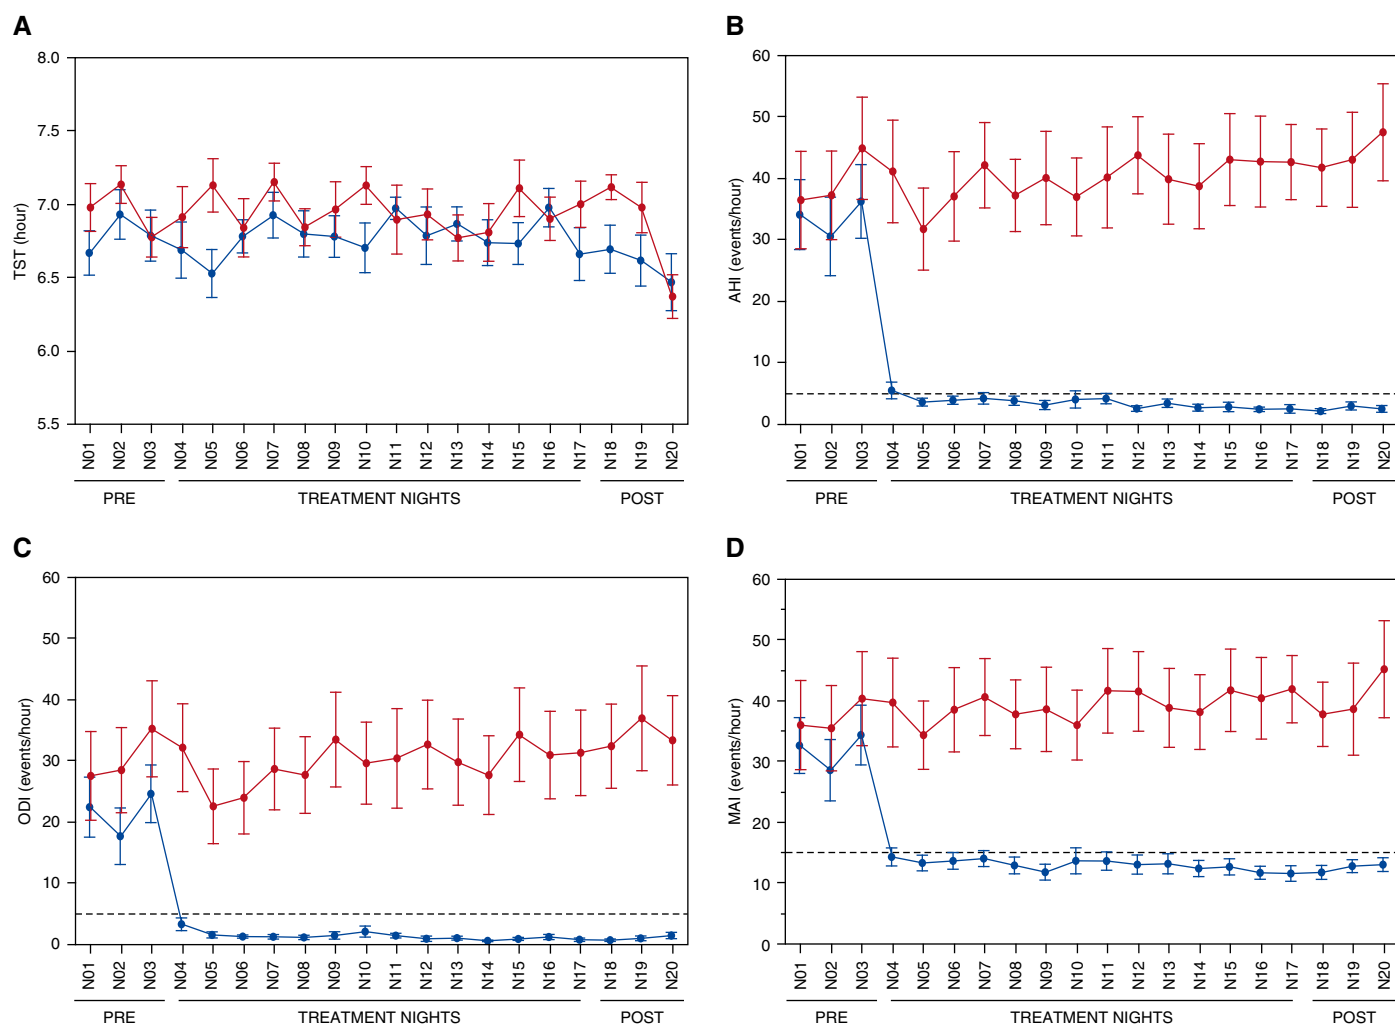 A
8.0
7.5
7.0
6.5
6.0
5.5
TST (hour)
N01 N02 N03 N04 N05 N06 N07 N08 N09 N10 N11 N12 N13 N14 N15 N16 N17 N18 N19 N20
PRE TREATMENT NIGHTS POST
B
60
50
40
30
20
10
0
AHI (events/hour)
N01 N02 N03 N04 N05 N06 N07 N08 N09 N10 N11 N12 N13 N14 N15 N16 N17 N18 N19 N20
PRE TREATMENT NIGHTS POST
C
60
50
40
30
20
10
0
ODI (events/hour)
N01 N02 N03 N04 N05 N06 N07 N08 N09 N10 N11 N12 N13 N14 N15 N16 N17 N18 N19 N20
PRE TREATMENT NIGHTS POST
D
60
50
40
30
20
10
0
MAI (events/hour)
N01 N02 N03 N04 N05 N06 N07 N08 N09 N10 N11 N12 N13 N14 N15 N16 N17 N18 N19 N20
PRE TREATMENT NIGHTS POST